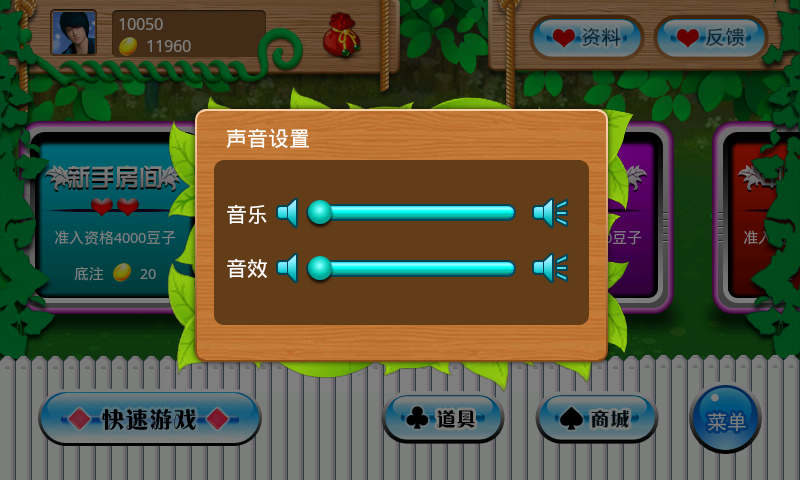 10050
11960
资料
反馈
声音设置
新手房间
准入资格4000豆子
底注 20
音乐
音效
豆子
准入
快速游戏
道具
商城
菜单